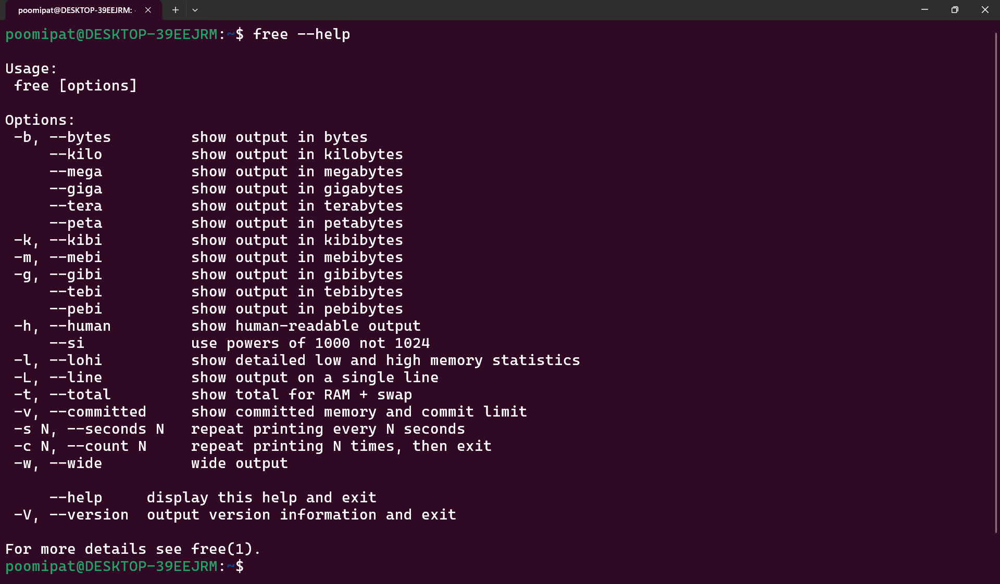 poomipat@DESKTOP-39EEJRM: ·
poomipat@DESKTOP-39EEJRM:~$ free --help

Usage:
 free [options]

Options:
 -b, --bytes         show output in bytes
     --kilo          show output in kilobytes
     --mega          show output in megabytes
     --giga          show output in gigabytes
     --tera          show output in terabytes
     --peta          show output in petabytes
 -k, --kibi          show output in kibibytes
 -m, --mebi          show output in mebibytes
 -g, --gibi          show output in gibibytes
     --tebi          show output in tebibytes
     --pebi          show output in pebibytes
 -h, --human         show human-readable output
     --si            use powers of 1000 not 1024
 -l, --lohi          show detailed low and high memory statistics
 -L, --line          show output on a single line
 -t, --total         show total for RAM + swap
 -v, --committed     show committed memory and commit limit
 -s N, --seconds N   repeat printing every N seconds
 -c N, --count N     repeat printing N times, then exit
 -w, --wide          wide output

     --help     display this help and exit
 -V, --version  output version information and exit

For more details see free(1).
poomipat@DESKTOP-39EEJRM:~$